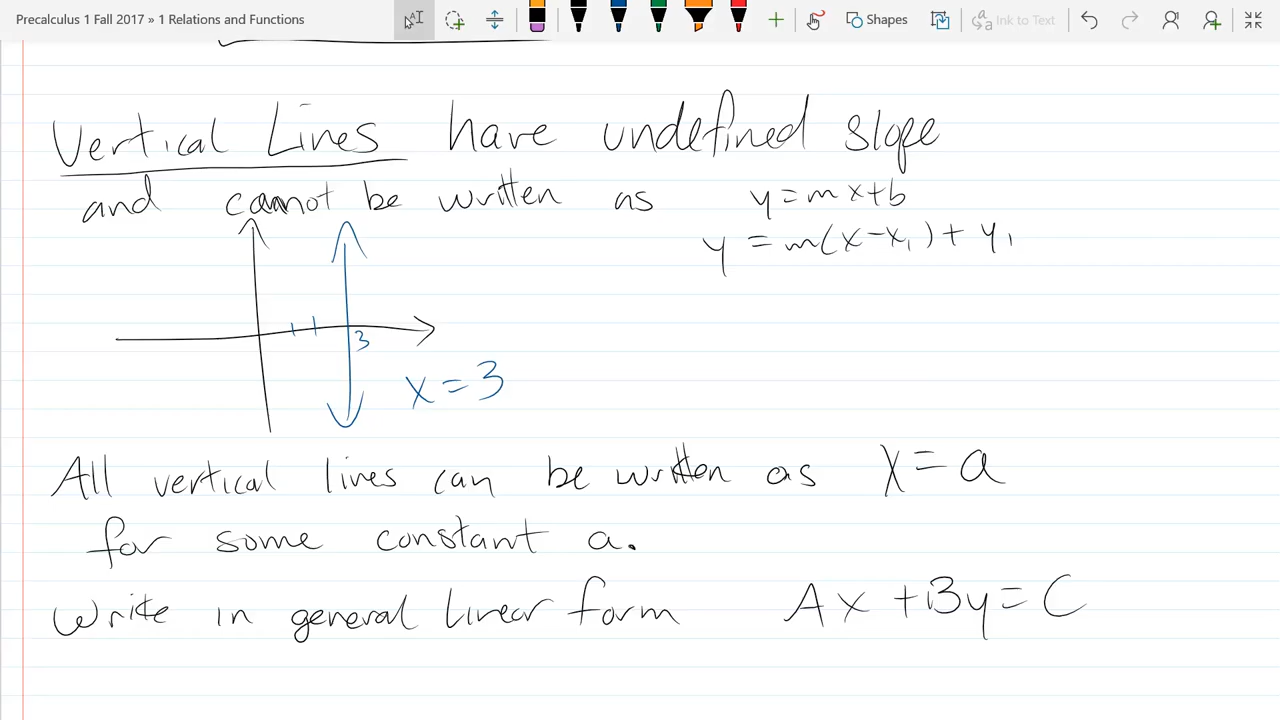 Precalculus 1 Fall 2017 » 1 Relations and Functions
Shapes
Ink to Text
Vertical Lines have undefined slope
and cannot be written as y = mx + b
y = m(x - x₁) + y₁
3
x = 3
All vertical lines can be written as x = a
for some constant a.
Write in general linear form Ax + By = C